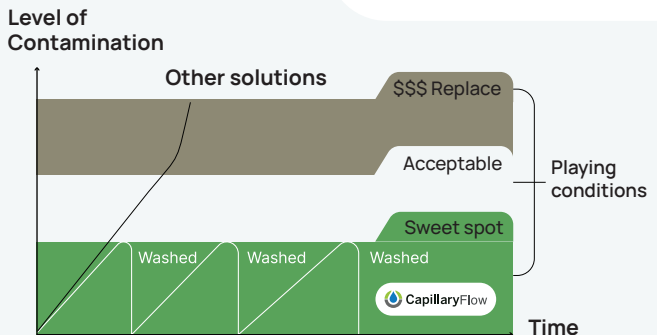 Level of
Contamination
Other solutions
$$$ Replace
Acceptable
Playing
conditions
Sweet spot
Washed
Washed
Washed
CapillaryFlow
Time